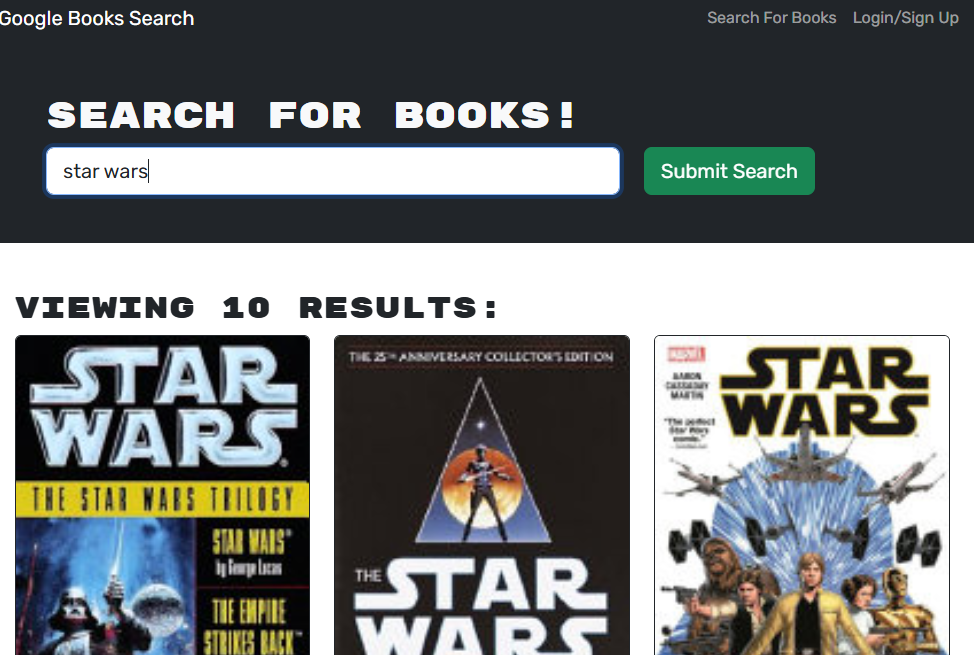 Google Books Search
Search For Books
Login/Sign Up
SEARCH FOR BOOKS!
star wars
Submit Search
VIEWING 10 RESULTS:
STAR
WARS
THE STAR WARS TRILOGY
STAR WARS
by George Lucas
THE EMPIRE
STRIKES BACK™
THE 25TH ANNIVERSARY COLLECTOR'S EDITION
THE STAR
WARS
MARVEL
AARON
CASSADAY
MARTIN
STAR
WARS
"The perfect
Star Wars
comic."